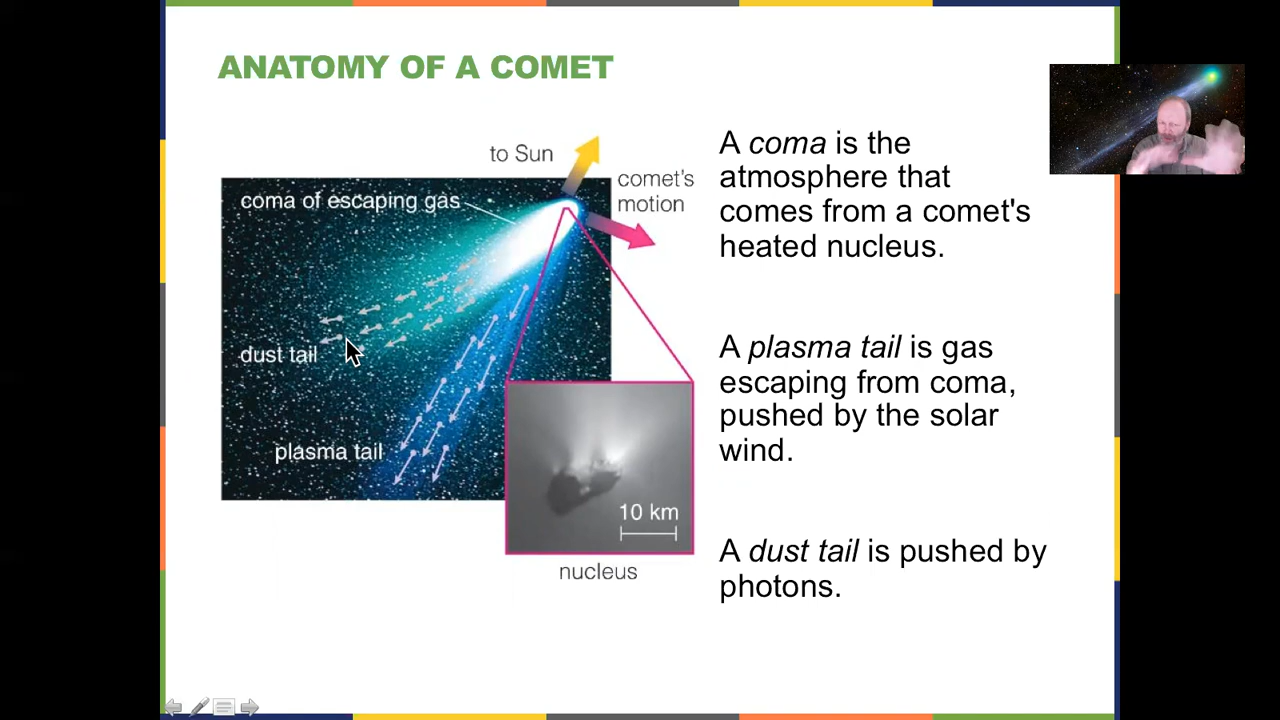 ANATOMY OF A COMET
to Sun
comet's
motion
coma of escaping gas
dust tail
plasma tail
10 km
nucleus
A coma is the
atmosphere that
comes from a comet's
heated nucleus.
A plasma tail is gas
escaping from coma,
pushed by the solar
wind.
A dust tail is pushed by
photons.